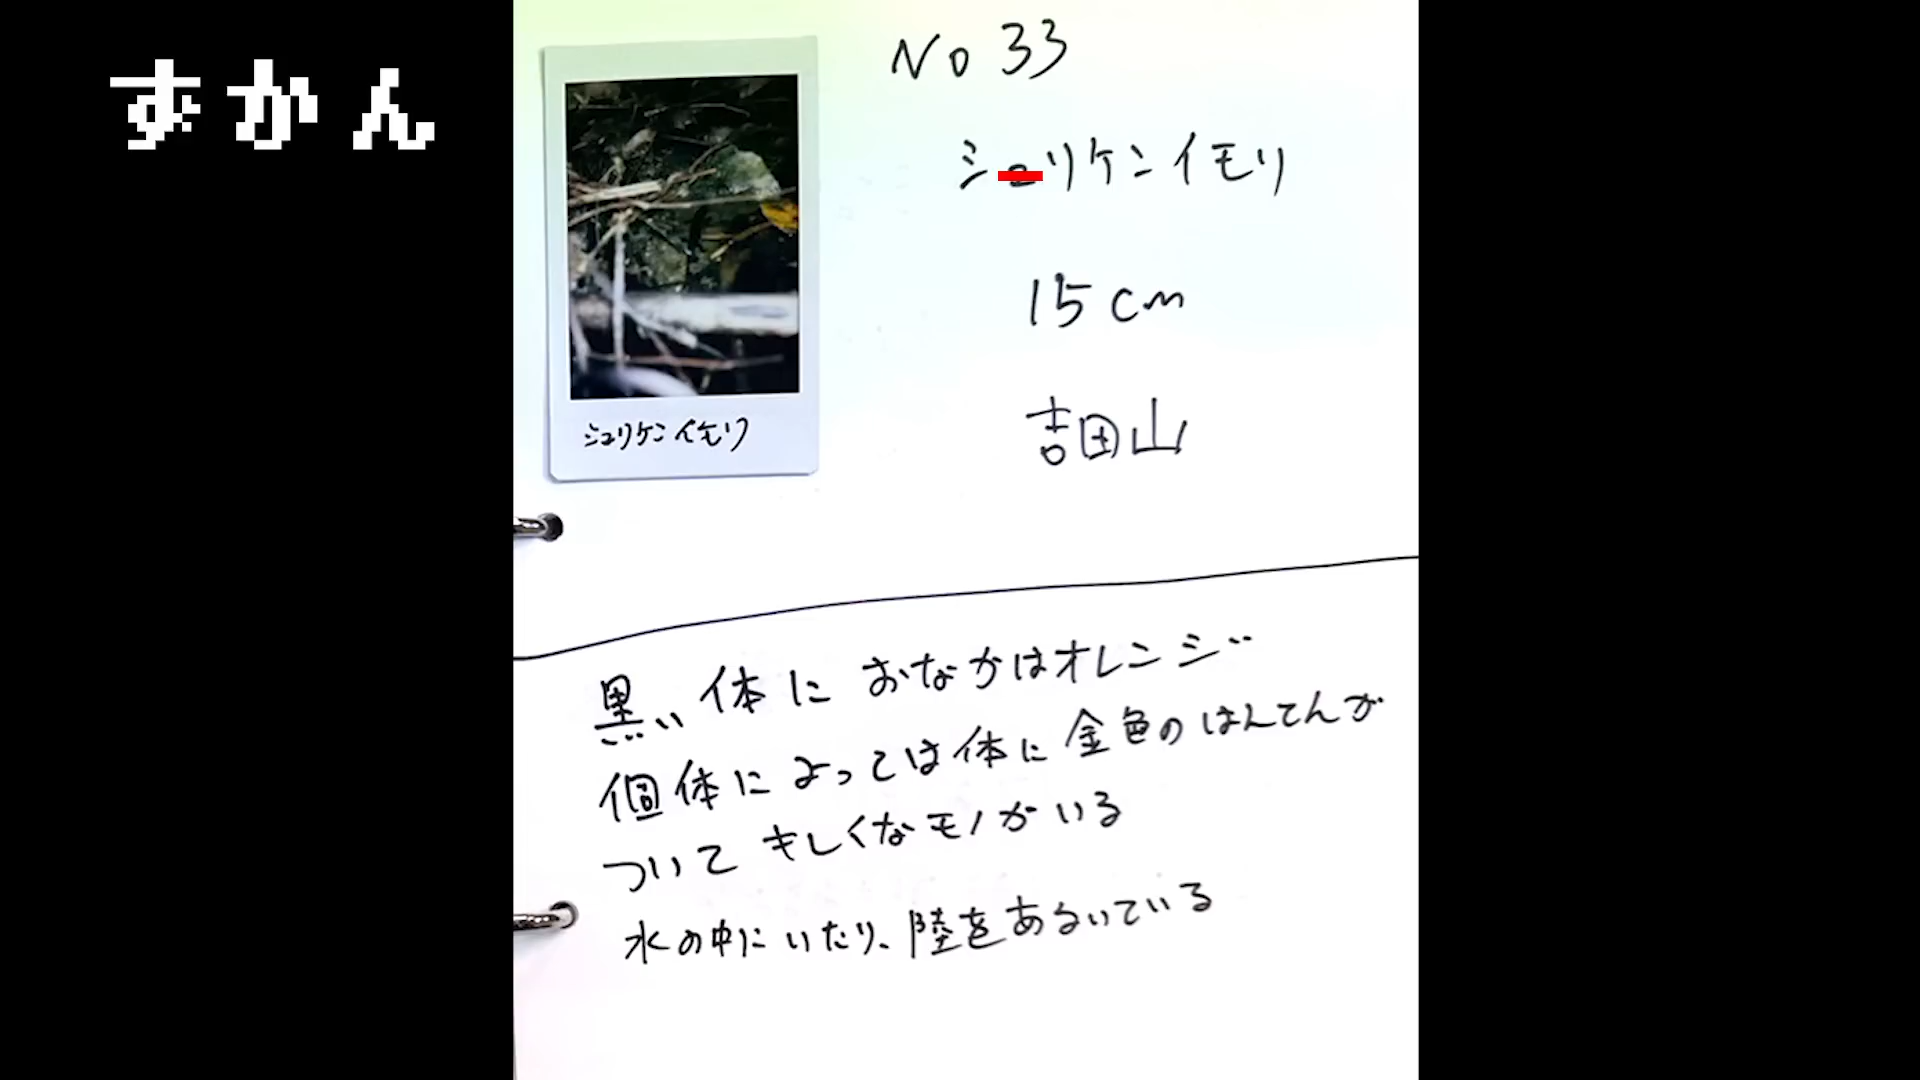 ずかん
No 33
シュリケンイモリ
15cm
吉田山
シュリケンイモリ
黒い体に おなかはオレンジ
個体によっては体に金色のはんてんが
ついて キレイなモノがいる
水の中にいたり、陸をあるいている